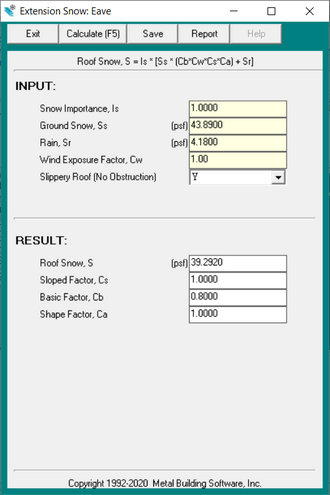 Extension Snow: Eave
Exit Calculate (F5) Save Report Help
Roof Snow, S = Is * [Ss * (Cb*Cw*Cs*Ca) + Sr]
INPUT:
Snow Importance, Is 1.0000
Ground Snow, Ss (psf) 43.8900
Rain, Sr (psf) 4.1800
Wind Exposure Factor, Cw 1.00
Slippery Roof (No Obstruction) Y
RESULT:
Roof Snow, S (psf) 39.2920
Sloped Factor, Cs 1.0000
Basic Factor, Cb 0.8000
Shape Factor, Ca 1.0000
Copyright 1992-2020 Metal Building Software, Inc.